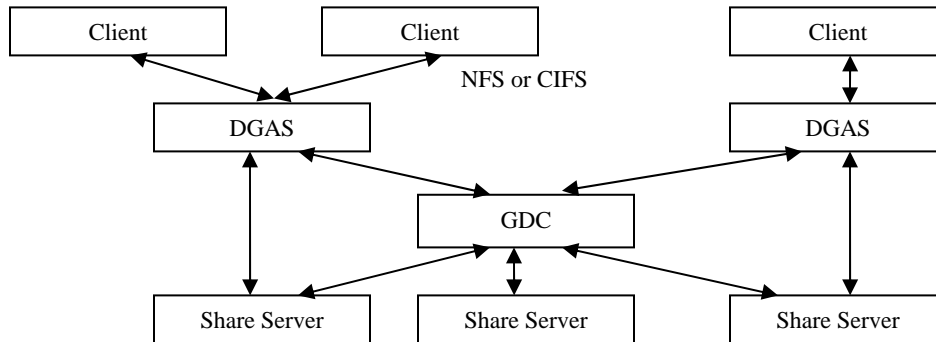 Client
Client
Client
NFS or CIFS
DGAS
DGAS
GDC
Share Server
Share Server
Share Server